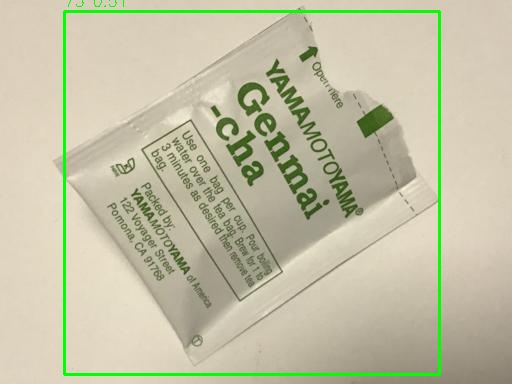 Open Here
YAMAMOTOYAMA®
Genmai
-cha
Use one bag per cup. Pour boiling
water over the tea bag. Brew for 1 to
3 minutes as desired then remove tea
bag.
Packed by:
YAMAMOTOYAMA of America
122 Voyager Street
Pomona, CA 91768